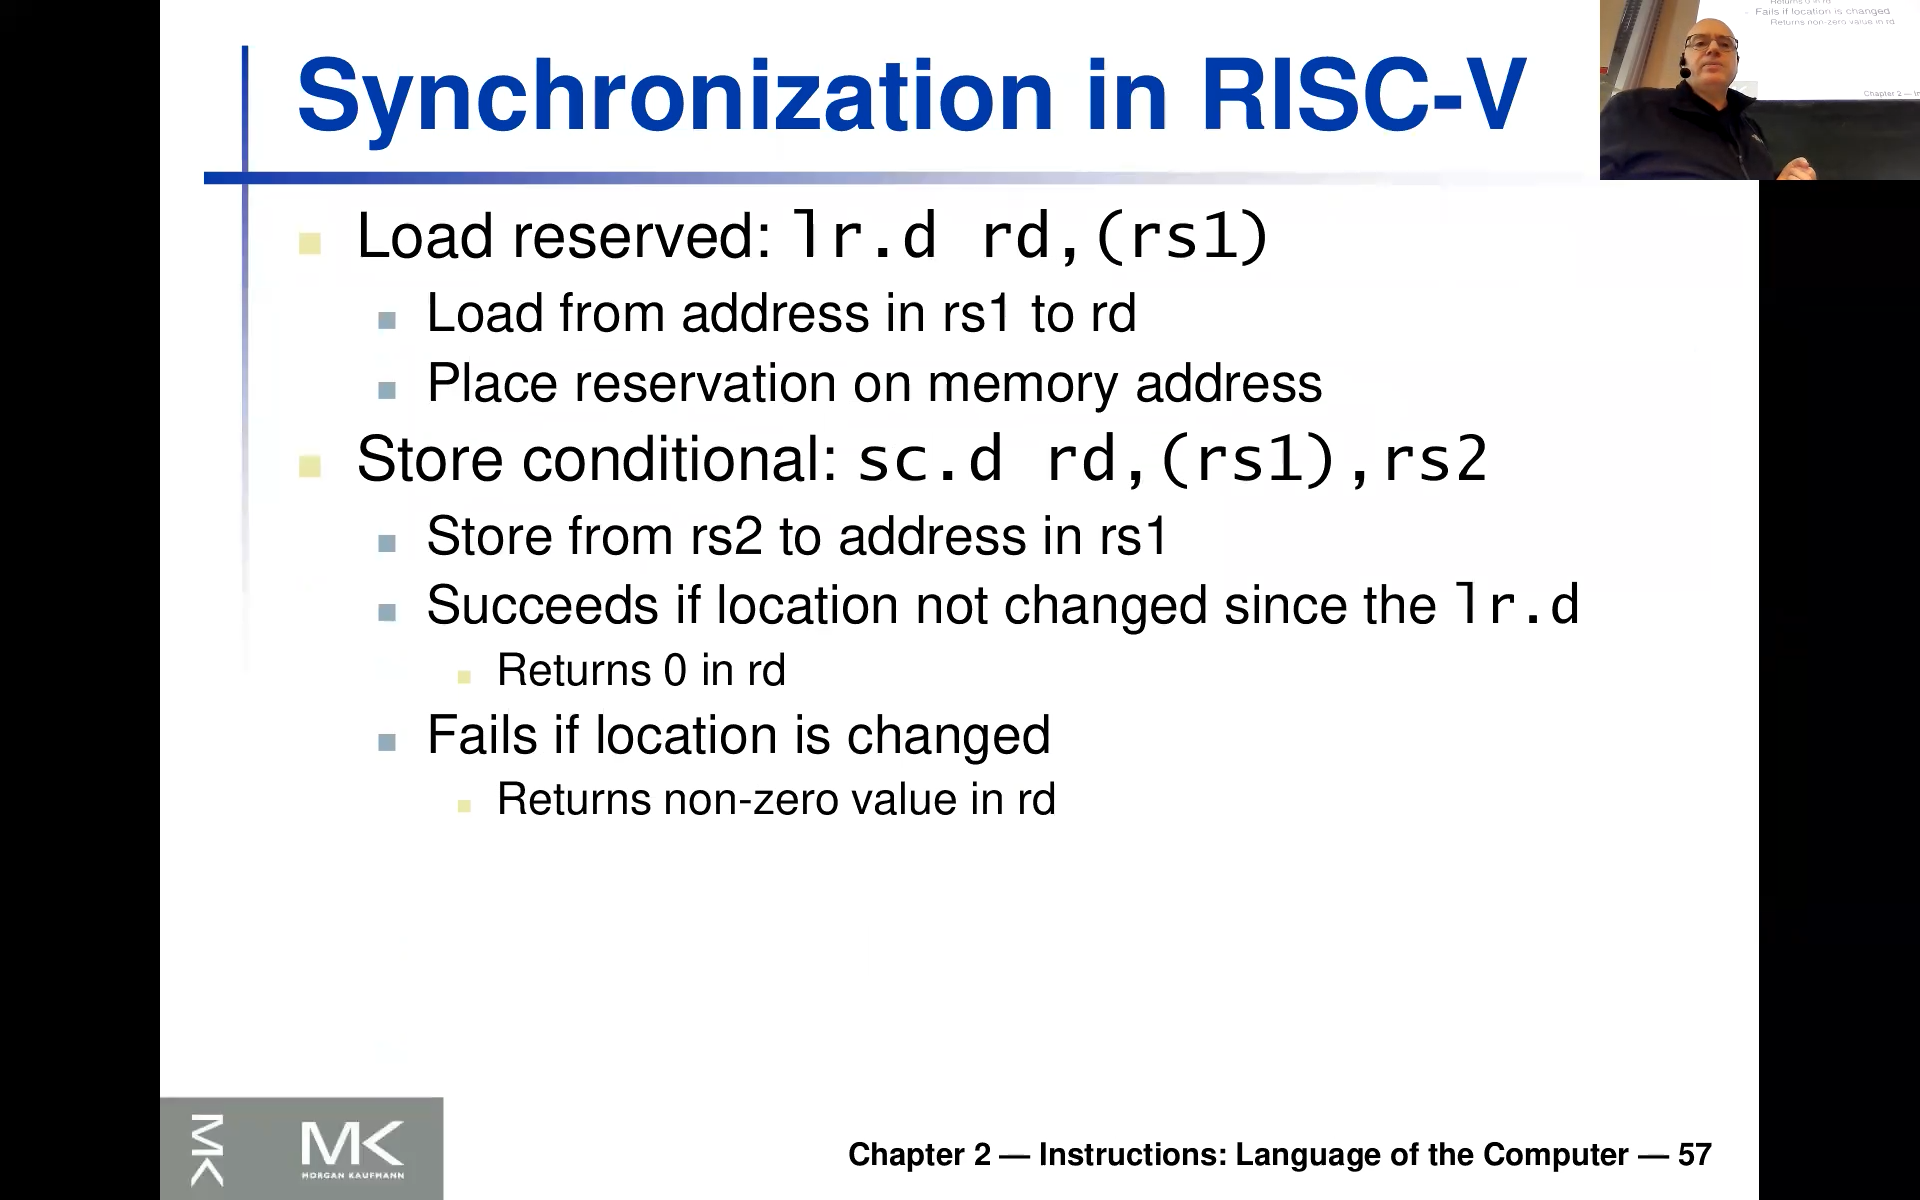 Synchronization in RISC-V
Load reserved: lr.d rd,(rs1)
Load from address in rs1 to rd
Place reservation on memory address
Store conditional: sc.d rd,(rs1),rs2
Store from rs2 to address in rs1
Succeeds if location not changed since the lr.d
Returns 0 in rd
Fails if location is changed
Returns non-zero value in rd
MK
MK
MORGAN KAUFMANN
Chapter 2 — Instructions: Language of the Computer — 57
Returns 0 in rd
Fails if location is changed
Returns non-zero value in rd
Chapter 2 — In